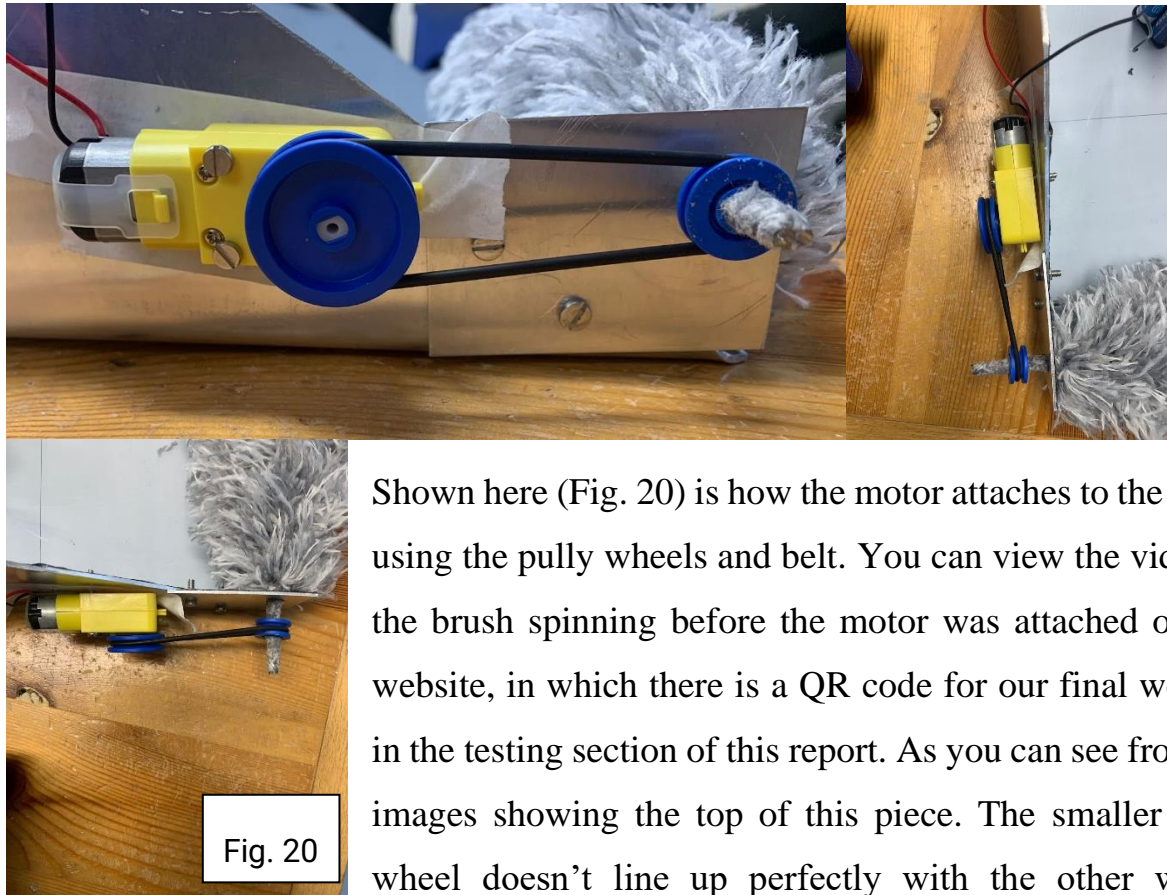 Shown here (Fig. 20) is how the motor attaches to the
using the pully wheels and belt. You can view the
the brush spinning before the motor was attached
website, in which there is a QR code for our final
in the testing section of this report. As you can see
images showing the top of this piece. The smaller
wheel doesn’t line up perfectly with the other
Fig. 20